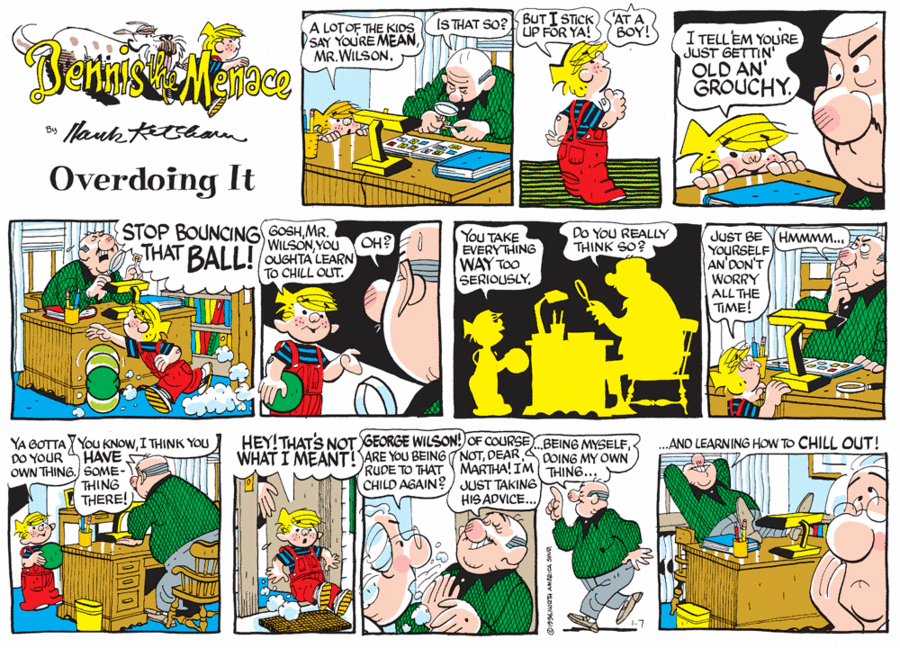 Dennis the Menace
BY Hank Ketcham
Overdoing It
A LOT OF THE KIDS
SAY YOU'RE MEAN,
MR. WILSON.
IS THAT SO?
BUT I STICK
UP FOR YA!
'AT A
BOY!
I TELL 'EM YOU'RE
JUST GETTIN'
OLD AN'
GROUCHY.
STOP BOUNCING
THAT BALL!
GOSH, MR.
WILSON, YOU
OUGHTA LEARN
TO CHILL OUT.
OH?
YOU TAKE
EVERYTHING
WAY TOO
SERIOUSLY.
DO YOU REALLY
THINK SO?
JUST BE
YOURSELF
AN' DON'T
WORRY
ALL THE
TIME!
HMMMM...
YA GOTTA
DO YOUR
OWN THING.
YOU KNOW, I THINK YOU
HAVE
SOME-
THING
THERE!
HEY! THAT'S NOT
WHAT I MEANT!
GEORGE WILSON!
ARE YOU BEING
RUDE TO THAT
CHILD AGAIN?
OF COURSE
NOT, DEAR
MARTHA! I'M
JUST TAKING
HIS ADVICE...
...BEING MYSELF,
DOING MY OWN
THING...
©1996 NORTH AMERICA SYND.
1-7
...AND LEARNING HOW TO CHILL OUT!